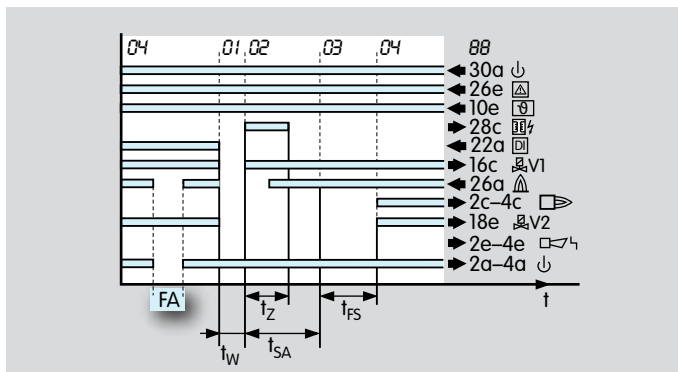 04 01 02 03 04 88
30a
26e
10e
28c
22a DI
16c V1
26a
2c–4c
18e V2
2e–4e
2a–4a
FA tZ tFS t
tW tSA